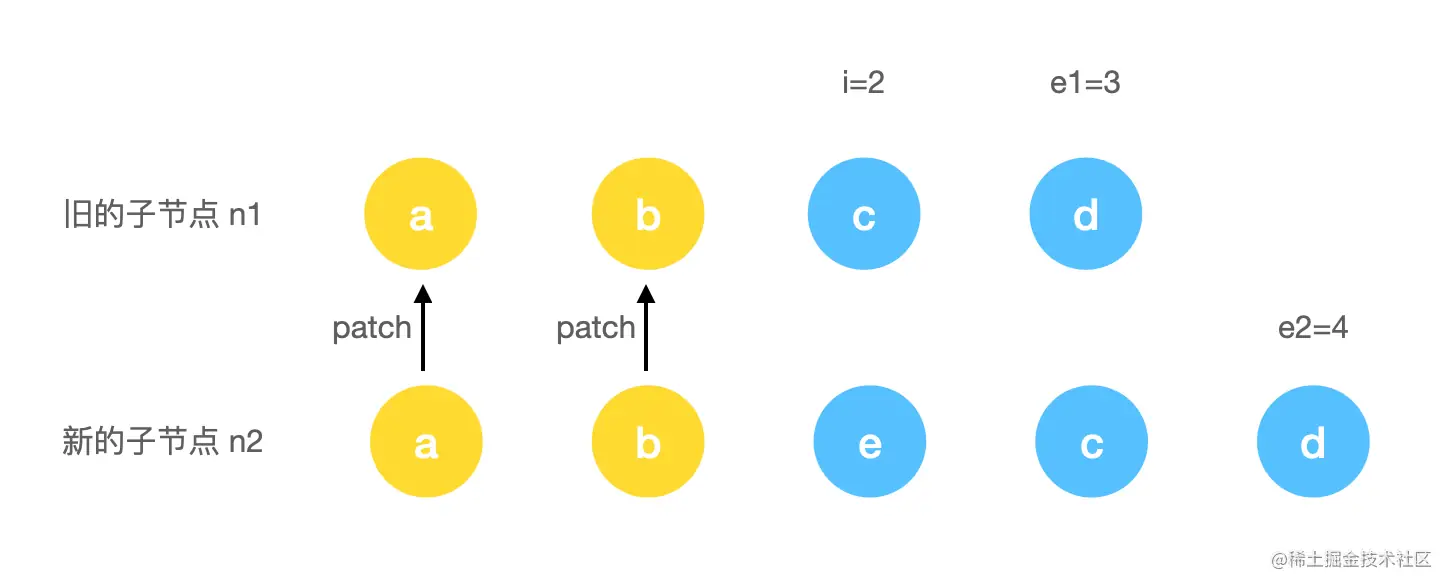 i=2 e1=3
旧的子节点 n1 a b c d
patch patch
e2=4
新的子节点 n2 a b e c d
@稀土掘金技术社区